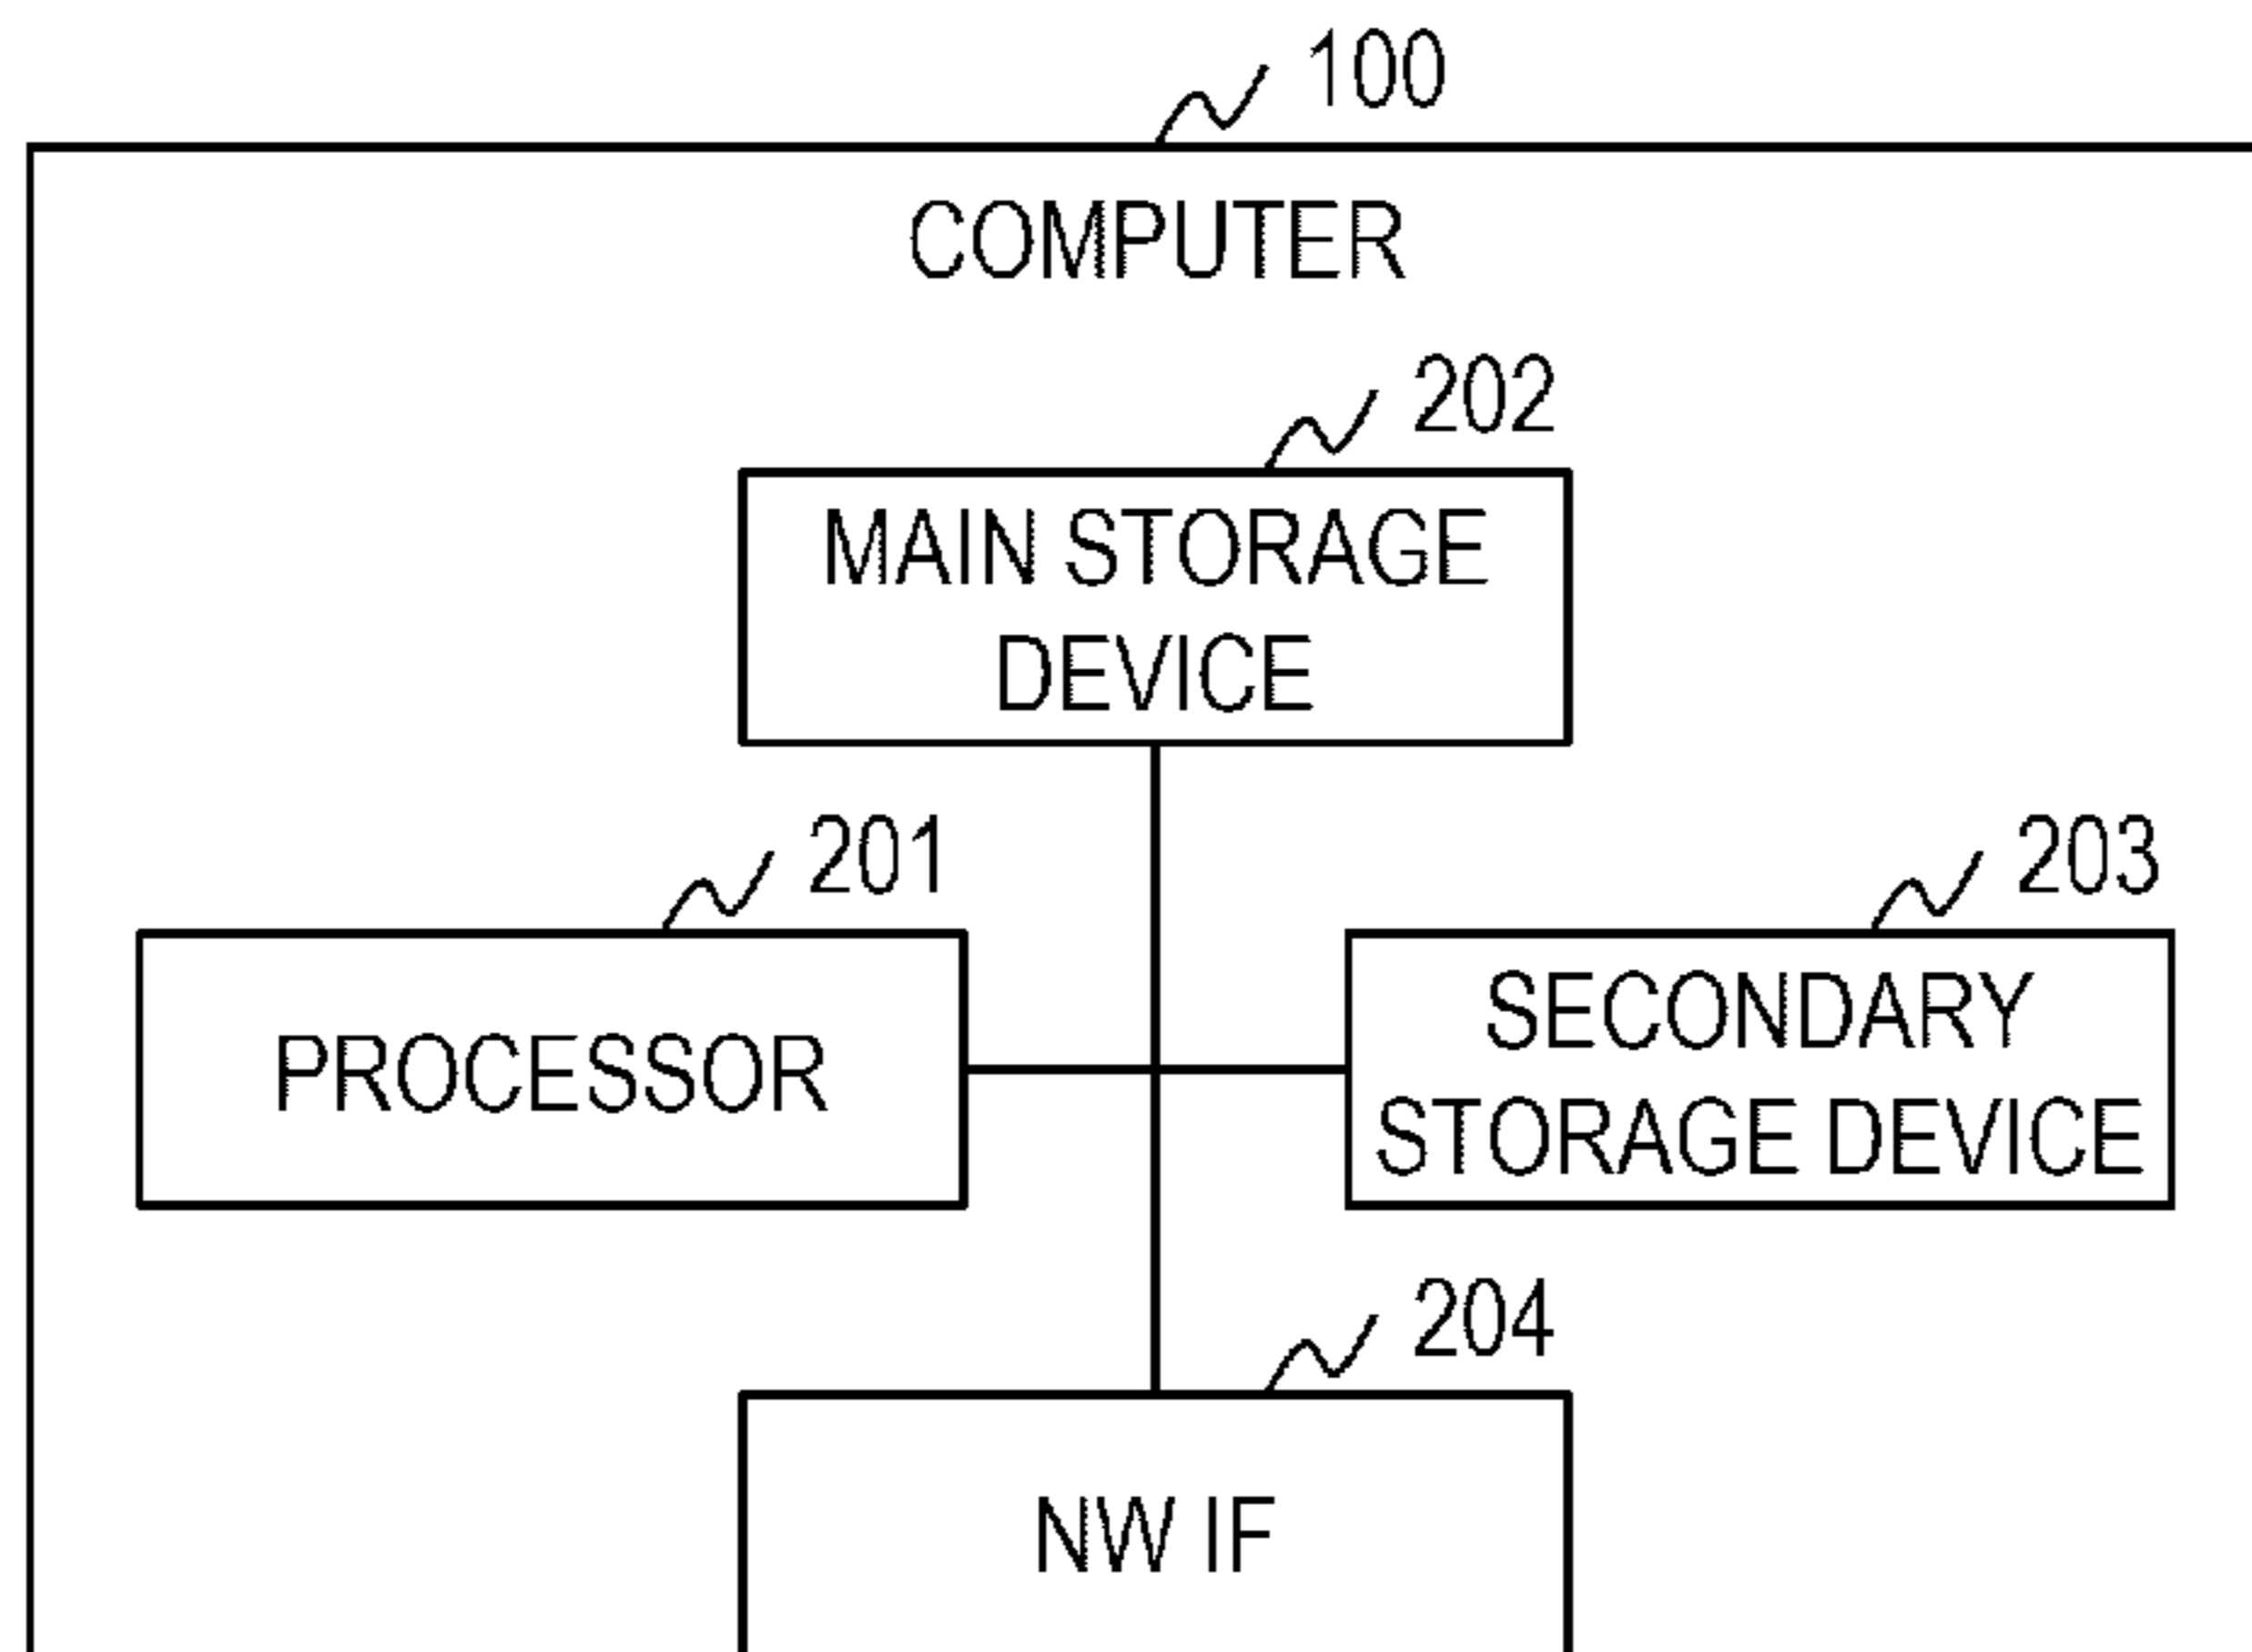 100
COMPUTER
202
MAIN STORAGE
DEVICE
201
PROCESSOR
203
SECONDARY
STORAGE DEVICE
204
NW IF